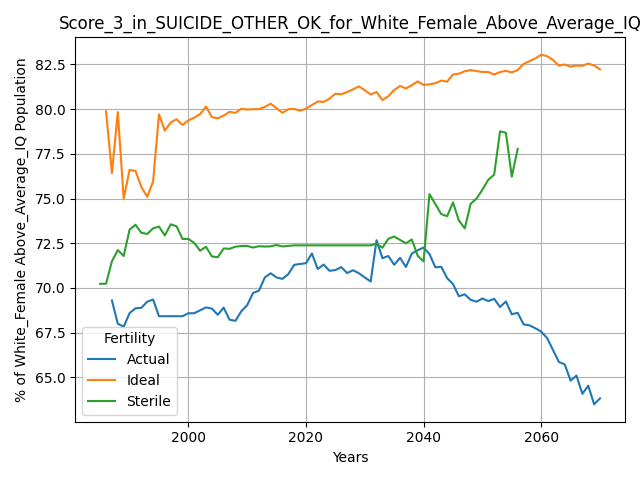 Score_3_in_SUICIDE_OTHER_OK_for_White_Female_Above_Average_IQ
% of White_Female Above_Average_IQ Population
82.5
80.0
77.5
75.0
72.5
70.0
67.5
65.0
Fertility
Actual
Ideal
Sterile
2000
2020
2040
2060
Years